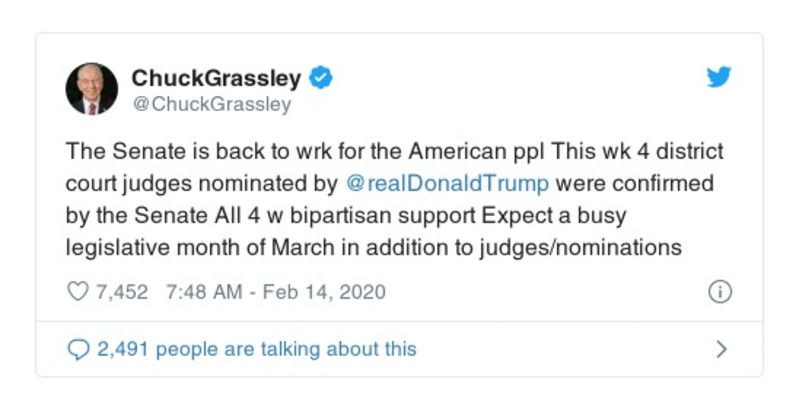 ChuckGrassley
@ChuckGrassley
The Senate is back to wrk for the American ppl This wk 4 district
court judges nominated by @realDonaldTrump were confirmed
by the Senate All 4 w bipartisan support Expect a busy
legislative month of March in addition to judges/nominations
7,452 7:48 AM - Feb 14, 2020
2,491 people are talking about this